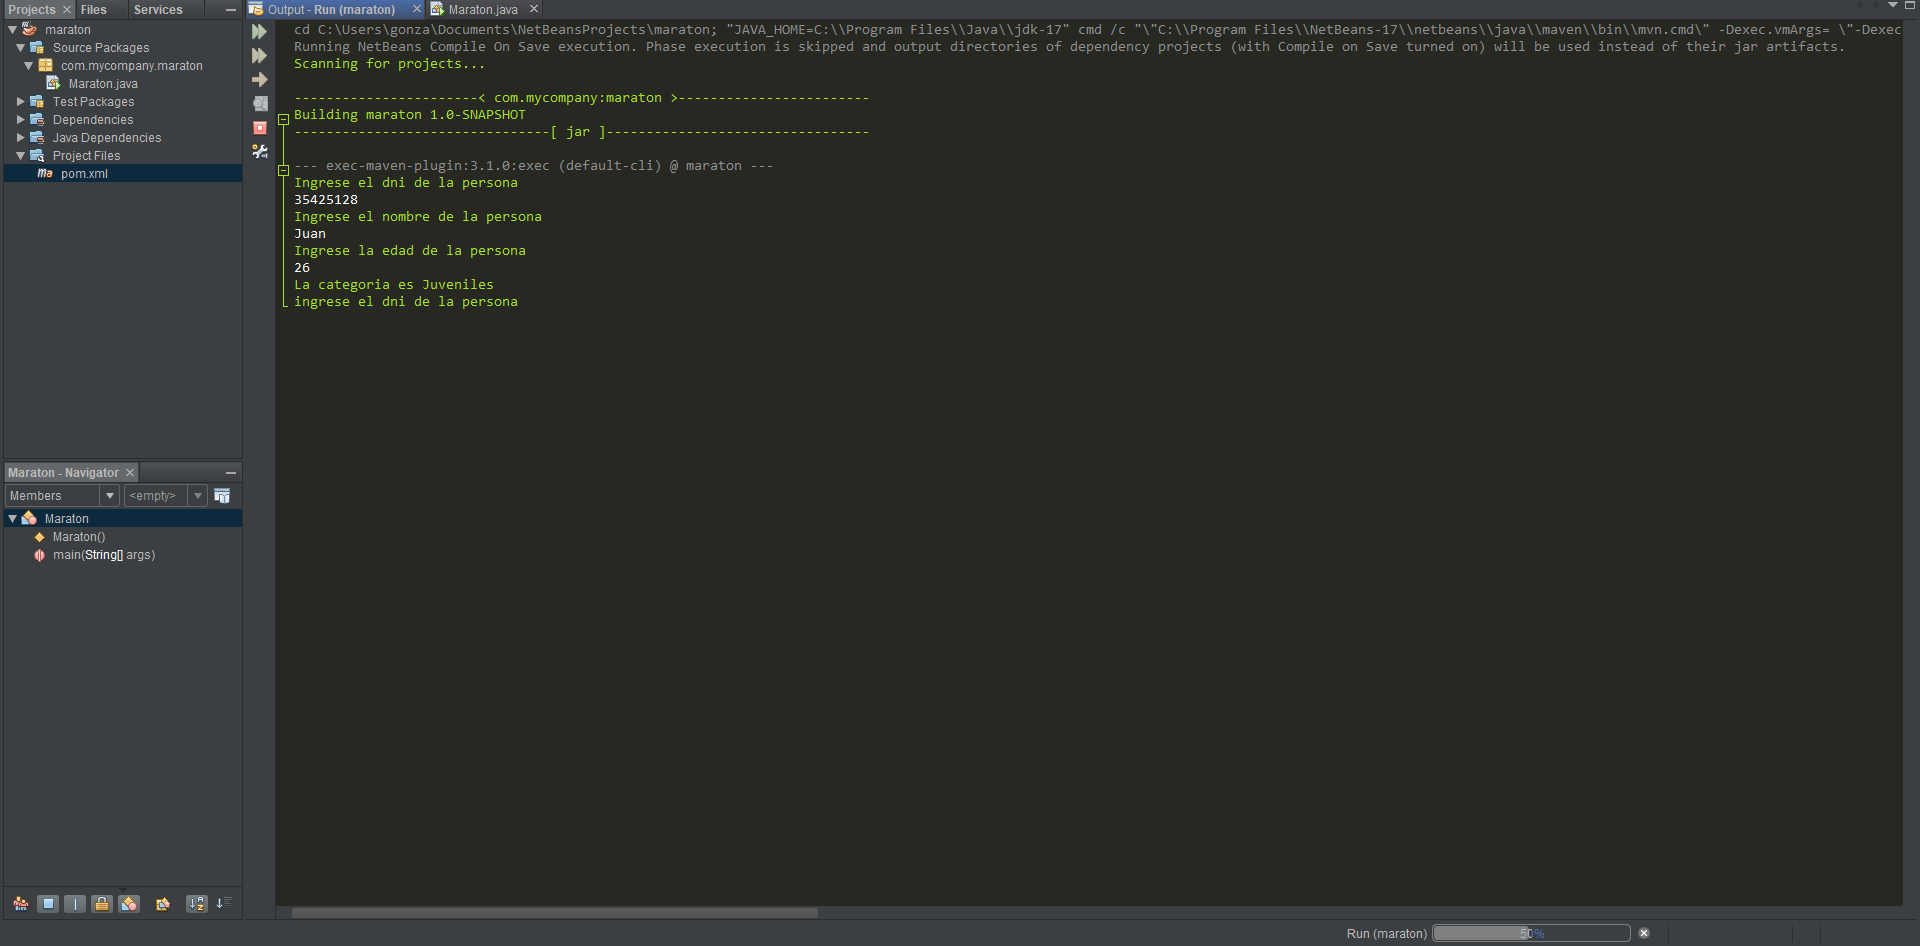 Projects Files Services
maraton
Source Packages
com.mycompany.maraton
Maraton.java
Test Packages
Dependencies
Java Dependencies
Project Files
pom.xml
Maraton - Navigator
Members <empty>
Maraton
Maraton()
main(String[] args)
Output - Run (maraton) Maraton.java
cd C:\Users\gonza\Documents\NetBeansProjects\maraton; "JAVA_HOME=C:\\Program Files\\Java\\jdk-17" cmd /c "\"C:\\Program Files\\NetBeans-17\\netbeans\\java\\maven\\bin\\mvn.cmd\" -Dexec.vmArgs= \"-Dexec
Running NetBeans Compile On Save execution. Phase execution is skipped and output directories of dependency projects (with Compile on Save turned on) will be used instead of their jar artifacts.
Scanning for projects...
-----------------------< com.mycompany:maraton >------------------------
Building maraton 1.0-SNAPSHOT
--------------------------------[ jar ]---------------------------------
--- exec-maven-plugin:3.1.0:exec (default-cli) @ maraton ---
Ingrese el dni de la persona
35425128
Ingrese el nombre de la persona
Juan
Ingrese la edad de la persona
26
La categoria es Juveniles
ingrese el dni de la persona
Run (maraton) 50%